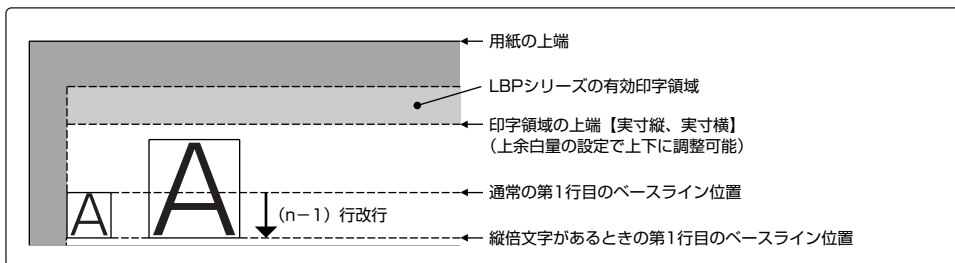 用紙の上端
LBPシリーズの有効印字領域
印字領域の上端【実寸縦、実寸横】
（上余白量の設定で上下に調整可能）
通常の第1行目のベースライン位置
A A （n－1）行改行
縦倍文字があるときの第1行目のベースライン位置